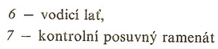 6 – vodicí lať,
7 – kontrolní posuvný ramenát